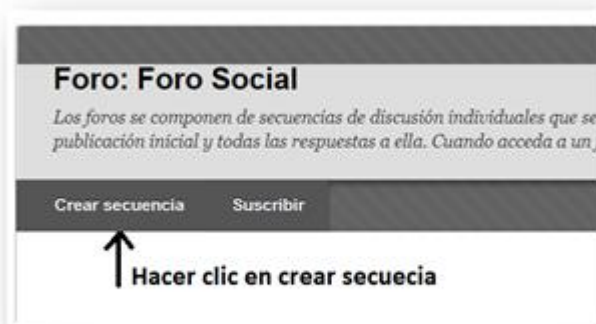 Foro: Foro Social
Los foros se componen de secuencias de discusión individuales que se
publicación inicial y todas las respuestas a ella. Cuando acceda a un
Crear secuencia Suscribir
Hacer clic en crear secuecia